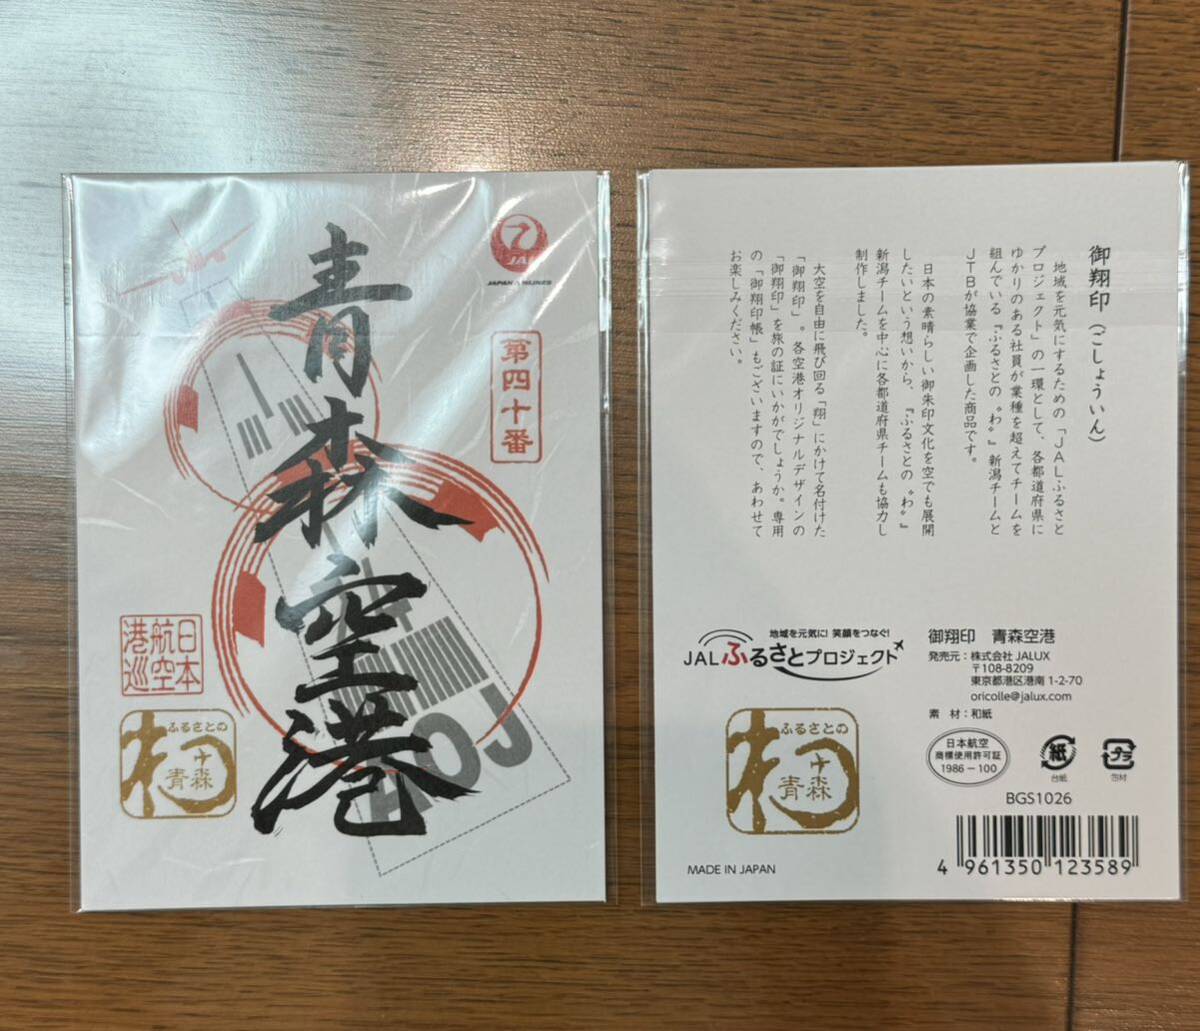 JAL
JAPAN AIRLINES
第四十番
青森空港
日本
航空
港巡
ふるさとの
わ
青森
AOJ
御翔印(ごしょういん)
地域を元気にするための「JALふるさと
プロジェクト」の一環として、各都道府県に
ゆかりのある社員が業種を超えてチームを
組んでいる『ふるさとの〝わ〟』新潟チームと
JTBが協業で企画した商品です。
日本の素晴らしい御朱印文化を空でも展開
したいという想いから、『ふるさとの〝わ〟』
新潟チームを中心に各都道府県チームも協力し
制作しました。
大空を自由に飛び回る「翔」にかけて名付けた
「御翔印」。各空港オリジナルデザインの
「御翔印」を旅の証にいかがでしょうか。専用
の「御翔印帳」もございますので、あわせて
お楽しみください。
地域を元気に! 笑顔をつなぐ!
JALふるさとプロジェクト
御翔印 青森空港
発売元:株式会社 JALUX
〒108-8209
東京都港区港南 1-2-70
oricolle@jalux.com
素 材:和紙
日本航空
商標使用許可証
1986-100
紙
台紙
プラ
包材
ふるさとの
わ
青森
BGS1026
4 961350 123589
MADE IN JAPAN